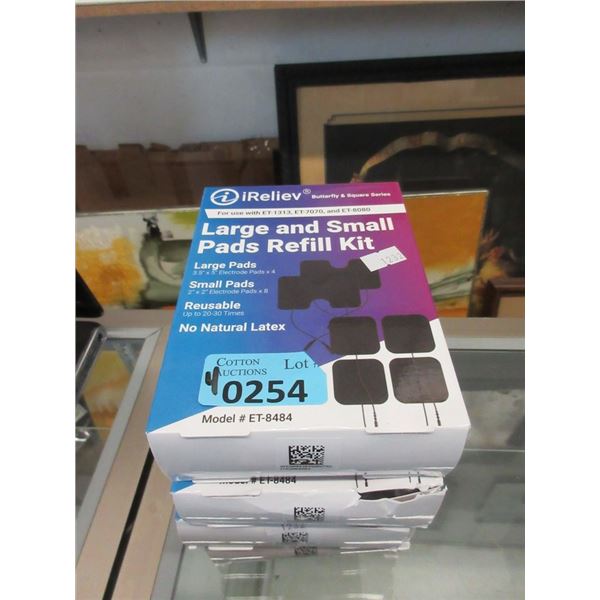 iReliev®
Butterfly & Square Series
For use with ET-1313, ET-7070, and ET-8080
Large and Small
Pads Refill Kit
Large Pads
3.5" x 5" Electrode Pads x 4
Small Pads
2" x 2" Electrode Pads x 8
Reusable
Up to 20-30 Times
No Natural Latex
COTTON
AUCTIONS
Lot #
0254
Model # ET-8484
Model # ET-8484